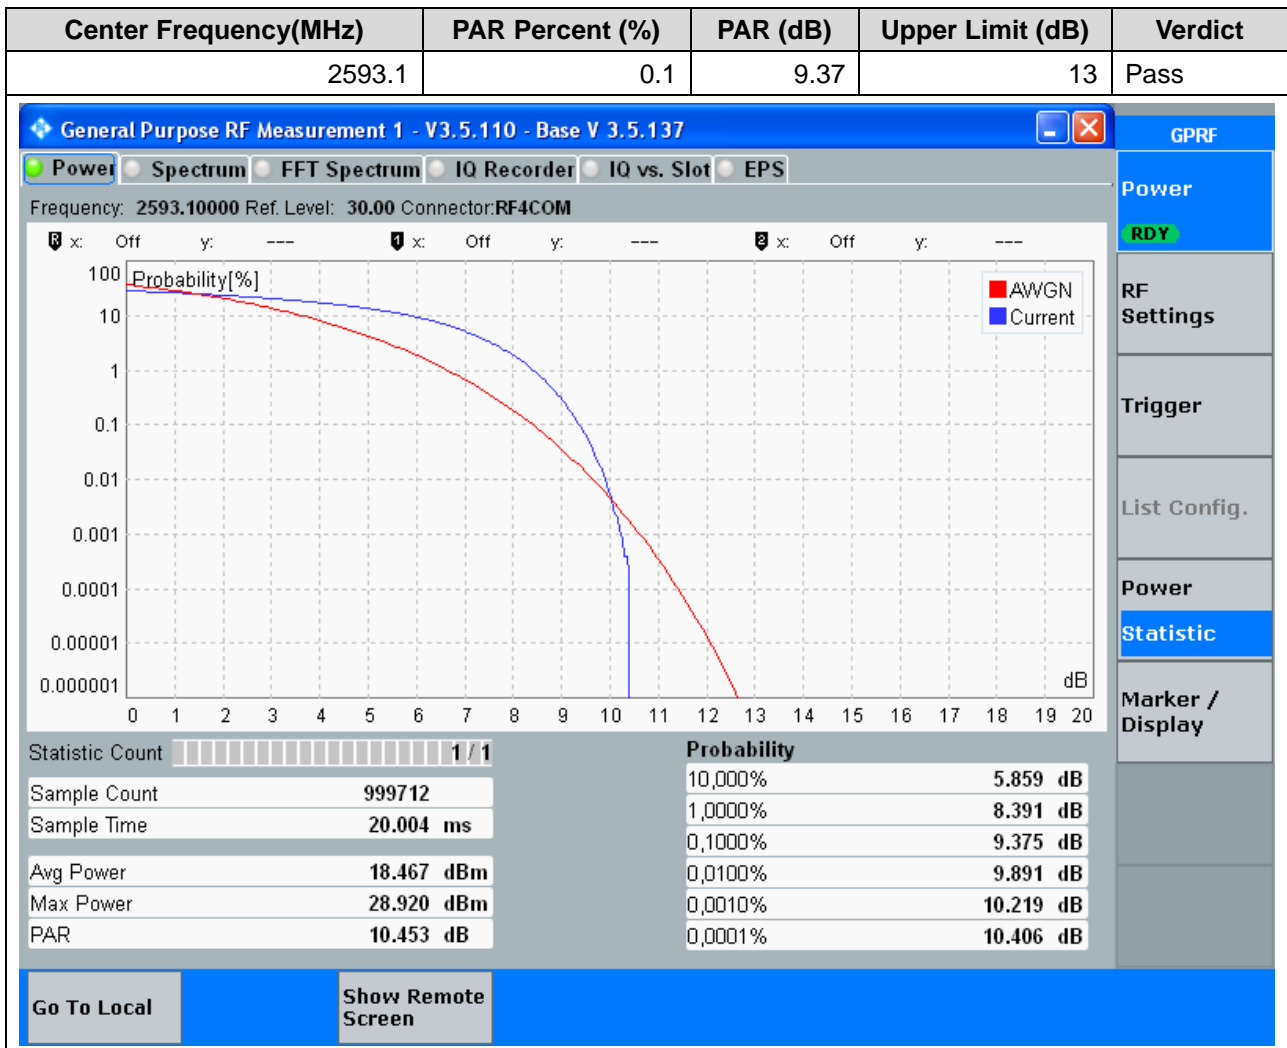 Center Frequency(MHz) PAR Percent (%) PAR (dB) Upper Limit (dB) Verdict
2593.1 0.1 9.37 13 Pass
General Purpose RF Measurement 1 - V3.5.110 - Base V 3.5.137
GPRF
Power Spectrum FFT Spectrum IQ Recorder IQ vs. Slot EPS
Power
RDY
Frequency: 2593.10000 Ref. Level: 30.00 Connector:RF4COM
R x: Off y: --- 1 x: Off y: --- 2 x: Off y: ---
Probability[%]
100
10
1
0.1
0.01
0.001
0.0001
0.00001
0.000001
AWGN
Current
dB
0 1 2 3 4 5 6 7 8 9 10 11 12 13 14 15 16 17 18 19 20
RF
Settings
Trigger
List Config.
Power
Statistic
Marker /
Display
Statistic Count 1 / 1
Sample Count 999712
Sample Time 20.004 ms
Avg Power 18.467 dBm
Max Power 28.920 dBm
PAR 10.453 dB
Probability
10,000% 5.859 dB
1,0000% 8.391 dB
0,1000% 9.375 dB
0,0100% 9.891 dB
0,0010% 10.219 dB
0,0001% 10.406 dB
Go To Local
Show Remote
Screen